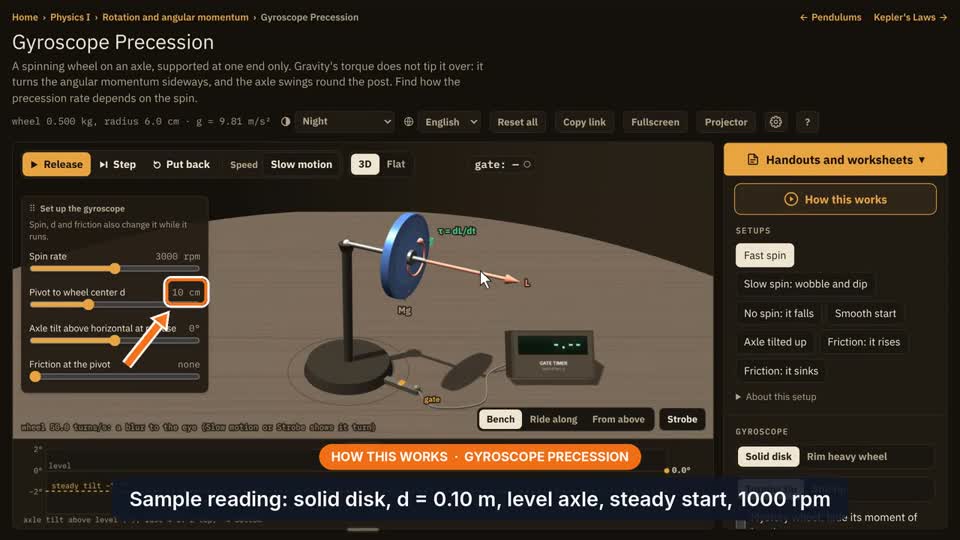 Home › Physics I › Rotation and angular momentum › Gyroscope Precession
← Pendulums Kepler's Laws →
Gyroscope Precession
A spinning wheel on an axle, supported at one end only. Gravity's torque does not tip it over: it
turns the angular momentum sideways, and the axle swings round the post. Find how the
precession rate depends on the spin.
wheel 0.500 kg, radius 6.0 cm · g = 9.81 m/s²
Night
English
Reset all
Copy link
Fullscreen
Projector
?
Release
Step
Put back
Speed
Slow motion
3D
Flat
gate: —
Handouts and worksheets ▾
How this works
Set up the gyroscope
Spin, d and friction also change it while it
runs.
Spin rate 3000 rpm
Pivot to wheel center d 10 cm
Axle tilt above horizontal at 0°
Friction at the pivot none
τ = dL/dt
L
Mg
-.--
GATE TIMER
gate
SETUPS
Fast spin
Slow spin: wobble and dip
No spin: it falls
Smooth start
Axle tilted up
Friction: it rises
Friction: it sinks
About this setup
wheel 50.0 turns/s: a blur to the eye (Slow motion or Strobe shows it turn)
Bench
Ride along
From above
Strobe
GYROSCOPE
Solid disk
Rim heavy wheel
2°
0°
−2°
level
steady tilt
0.0°
HOW THIS WORKS · GYROSCOPE PRECESSION
Sample reading: solid disk, d = 0.10 m, level axle, steady start, 1000 rpm
axle tilt above level